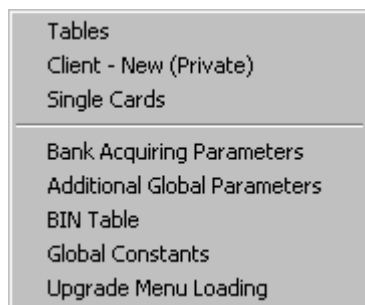 Tables
Client - New (Private)
Single Cards
Bank Acquiring Parameters
Additional Global Parameters
BIN Table
Global Constants
Upgrade Menu Loading